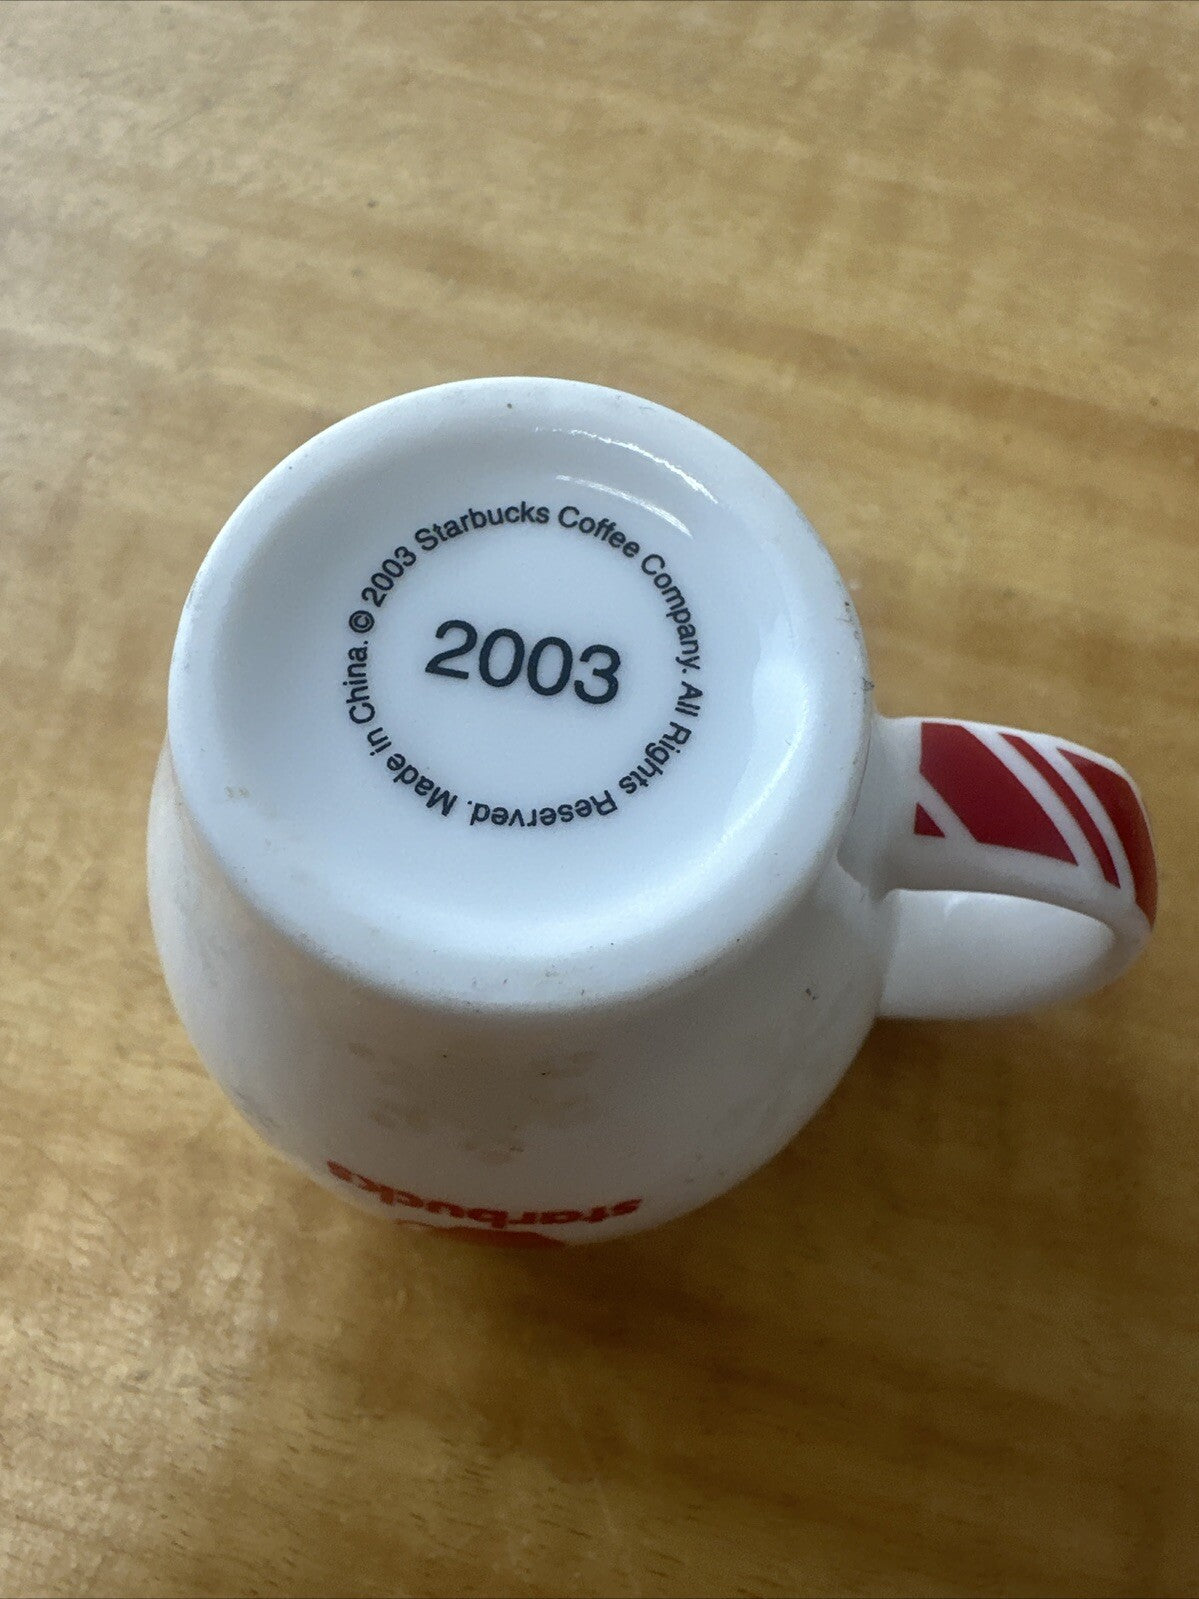 © 2003 Starbucks Coffee Company. All Rights Reserved. Made in China.
2003
starbucks